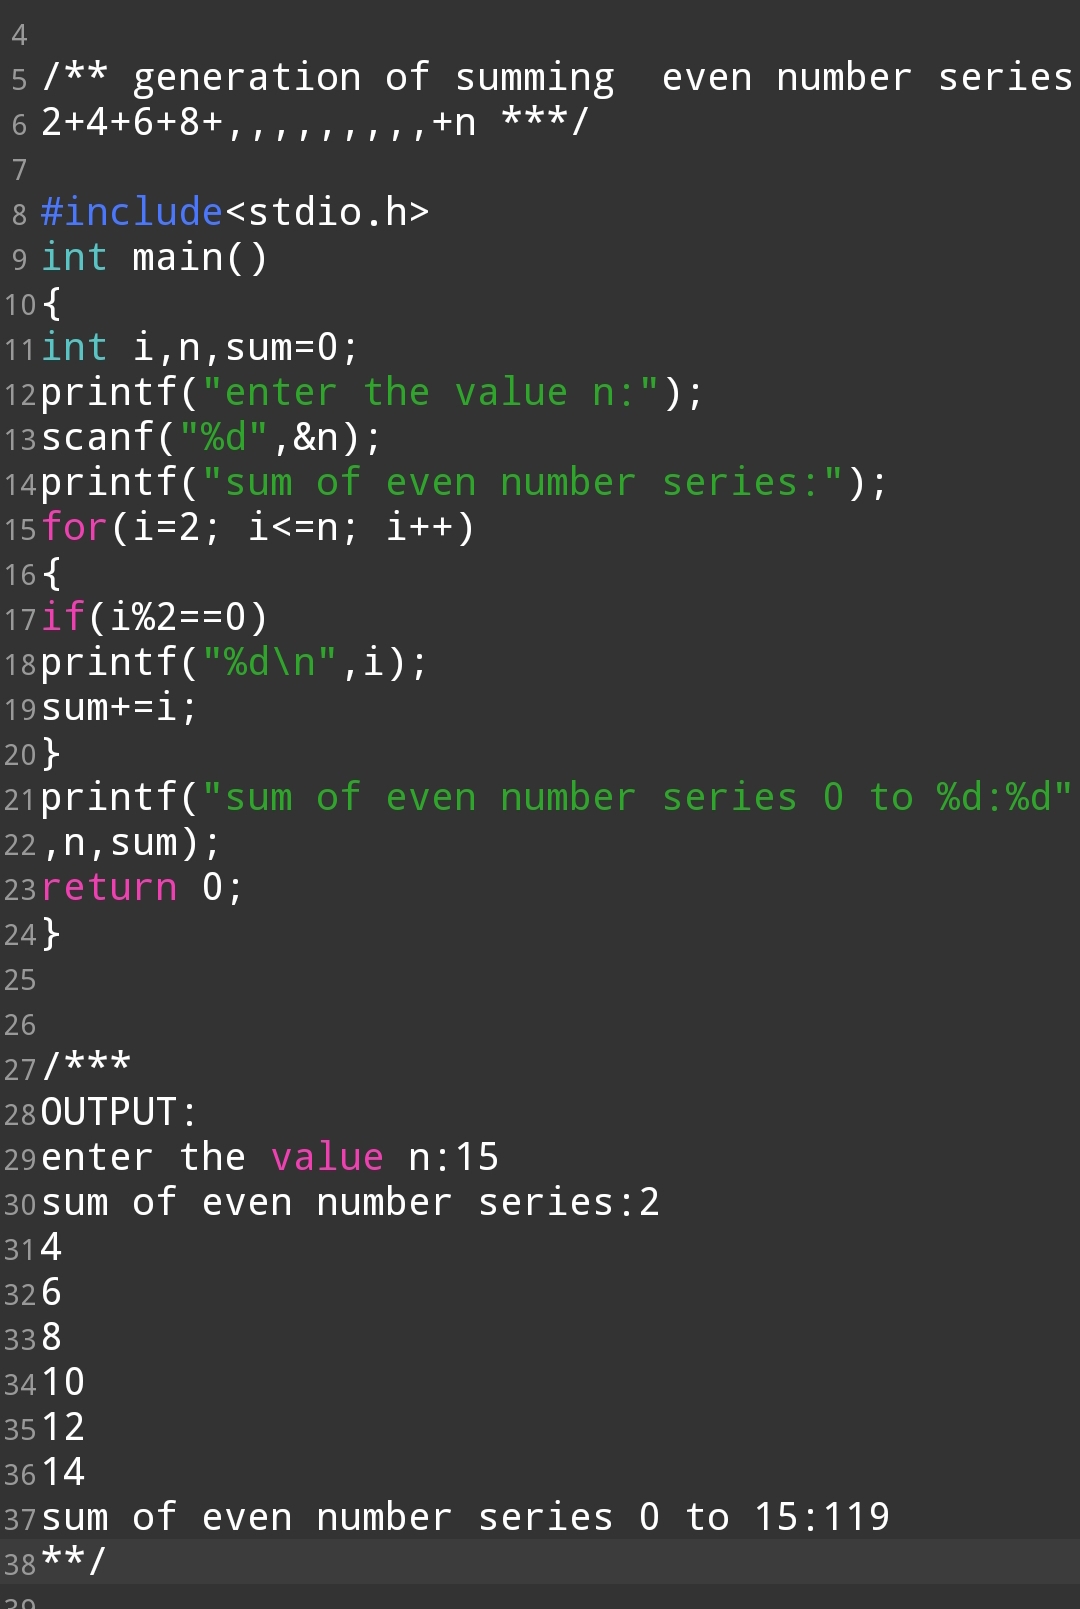 4
5 /** generation of summing  even number series
6 2+4+6+8+,,,,,,,,,+n ***/
7
8 #include<stdio.h>
9 int main()
10 {
11 int i,n,sum=0;
12 printf("enter the value n:");
13 scanf("%d",&n);
14 printf("sum of even number series:");
15 for(i=2; i<=n; i++)
16 {
17 if(i%2==0)
18 printf("%d\n",i);
19 sum+=i;
20 }
21 printf("sum of even number series 0 to %d:%d"
22 ,n,sum);
23 return 0;
24 }
25
26
27 /***
28 OUTPUT:
29 enter the value n:15
30 sum of even number series:2
31 4
32 6
33 8
34 10
35 12
36 14
37 sum of even number series 0 to 15:119
38 **/
39